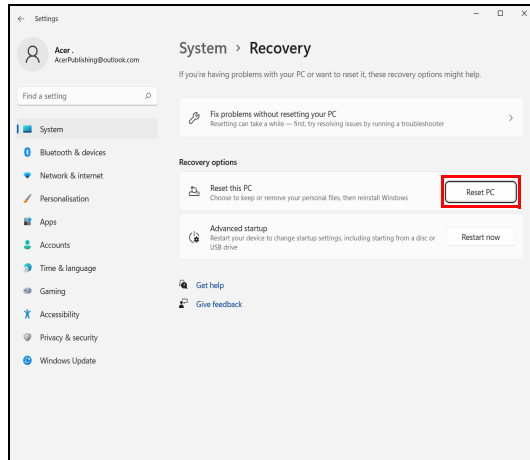 Settings
Acer .
AcerPublishing@outlook.com
Find a setting
System
Bluetooth & devices
Network & internet
Personalisation
Apps
Accounts
Time & language
Gaming
Accessibility
Privacy & security
Windows Update
System > Recovery
If you're having problems with your PC or want to reset it, these recovery options might help.
Fix problems without resetting your PC
Resetting can take a while — first, try resolving issues by running a troubleshooter
Recovery options
Reset this PC
Choose to keep or remove your personal files, then reinstall Windows
Reset PC
Advanced startup
Restart your device to change startup settings, including starting from a disc or
USB drive
Restart now
Get help
Give feedback